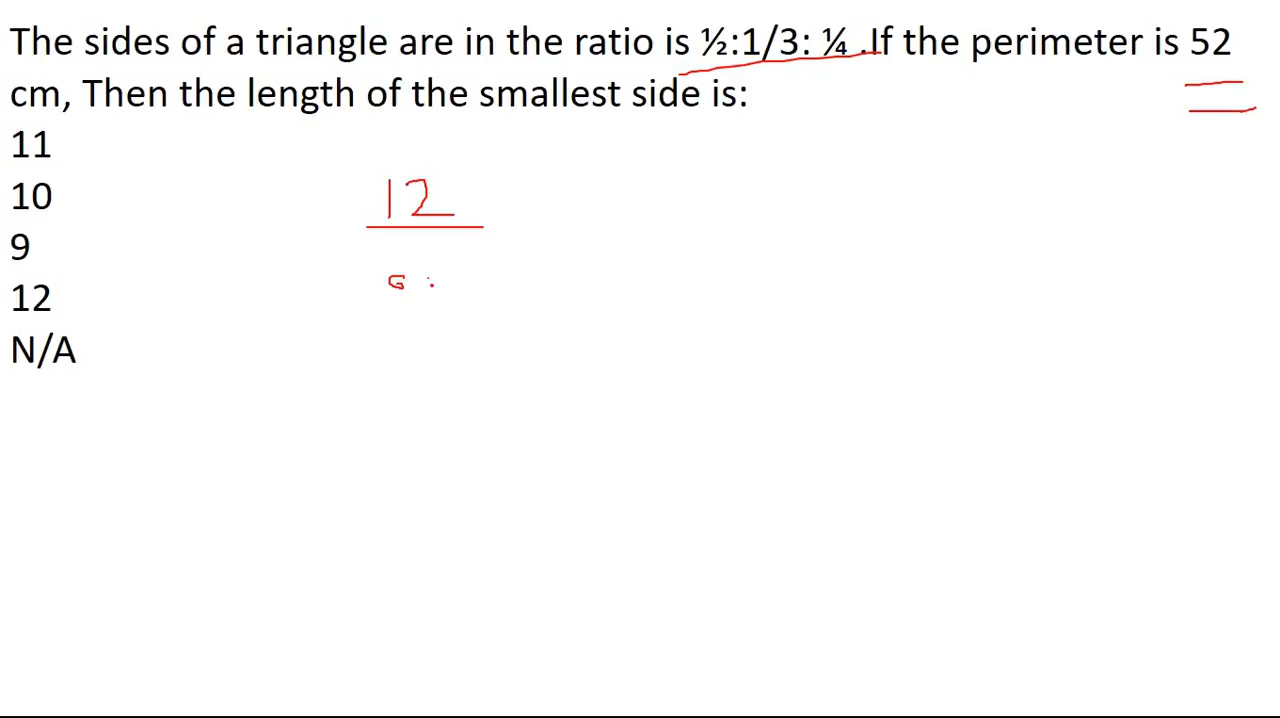 The sides of a triangle are in the ratio is ½:1/3: ¼ .If the perimeter is 52
cm, Then the length of the smallest side is:
11
10
12
9
6 :
12
N/A